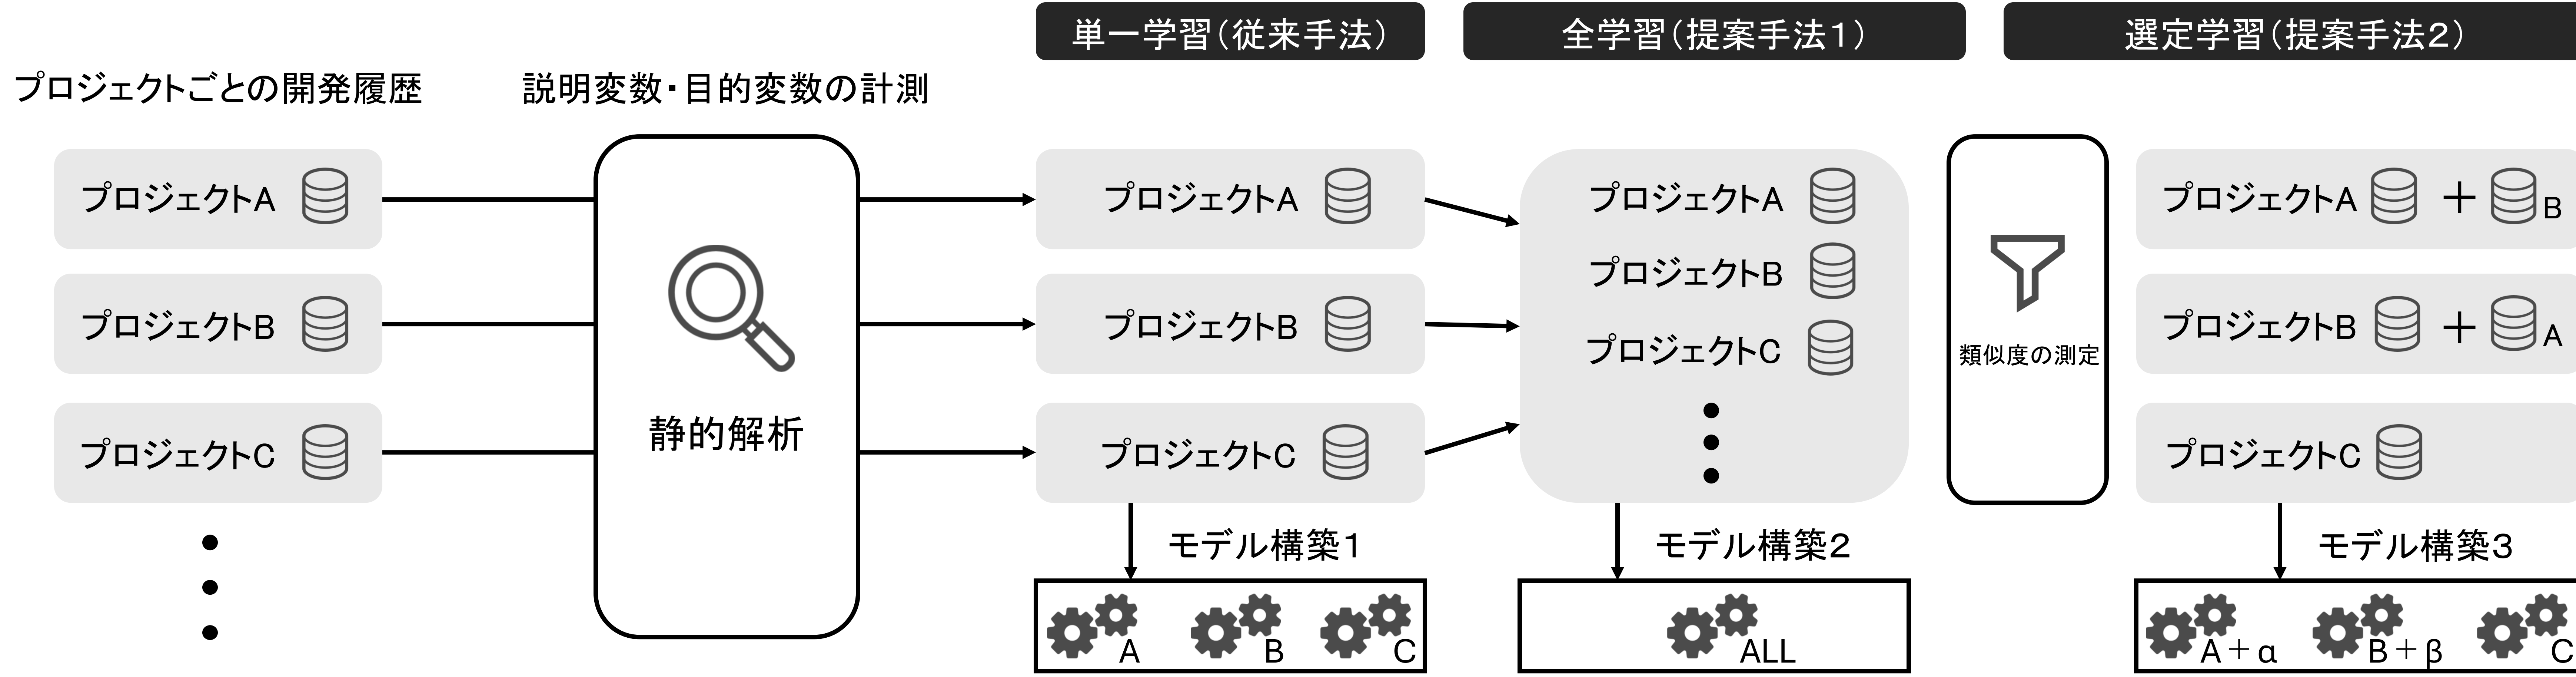 単一学習(従来手法)
全学習(提案手法1)
選定学習(提案手法2)
プロジェクトごとの開発履歴
説明変数・目的変数の計測
プロジェクトA
プロジェクトB
プロジェクトC
静的解析
プロジェクトA
プロジェクトB
プロジェクトC
モデル構築1
A
B
C
プロジェクトA
プロジェクトB
プロジェクトC
モデル構築2
ALL
類似度の測定
プロジェクトA + B
プロジェクトB + A
プロジェクトC
モデル構築3
A+α
B+β
C